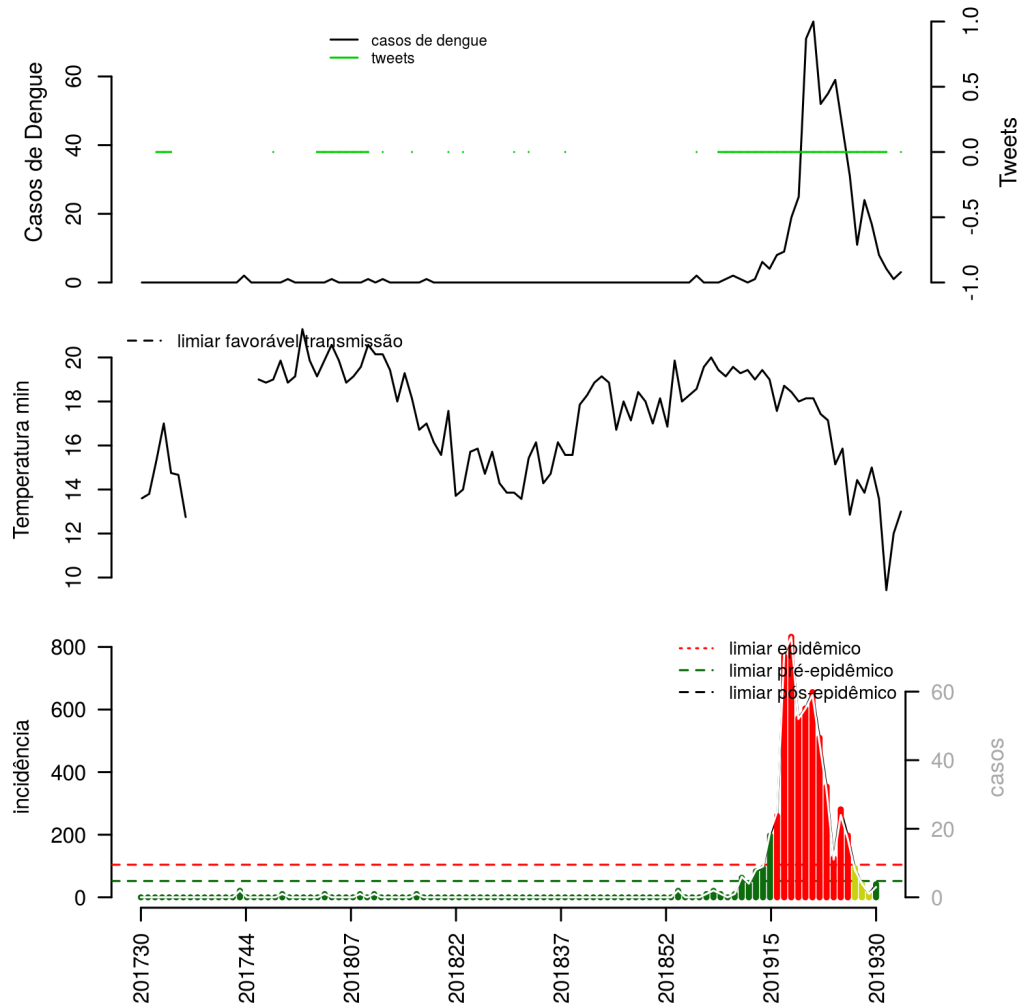 casos de dengue
tweets
Casos de Dengue
0
20
40
60
Tweets
-1.0
-0.5
0.0
0.5
1.0
limiar favorável transmissão
Temperatura min
10
12
14
16
18
20
limiar epidêmico
limiar pré-epidêmico
limiar pós-epidêmico
incidência
0
200
400
600
800
casos
0
20
40
60
201730
201744
201807
201822
201837
201852
201915
201930